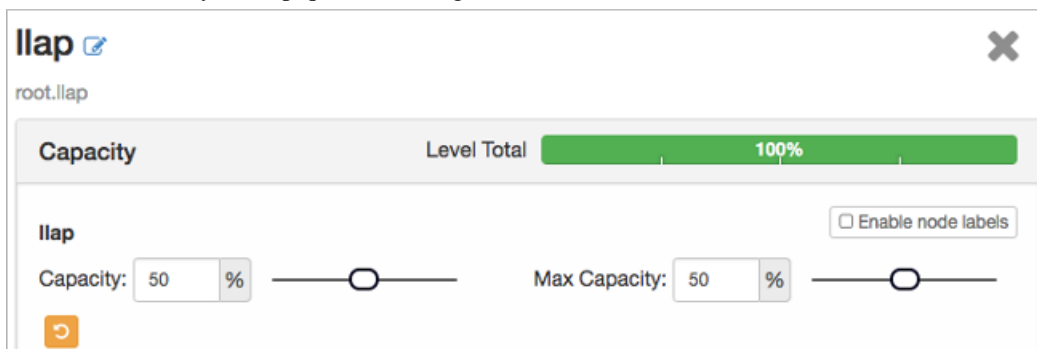 llap
root.llap
Capacity Level Total 100%
llap Enable node labels
Capacity: 50 % Max Capacity: 50 %